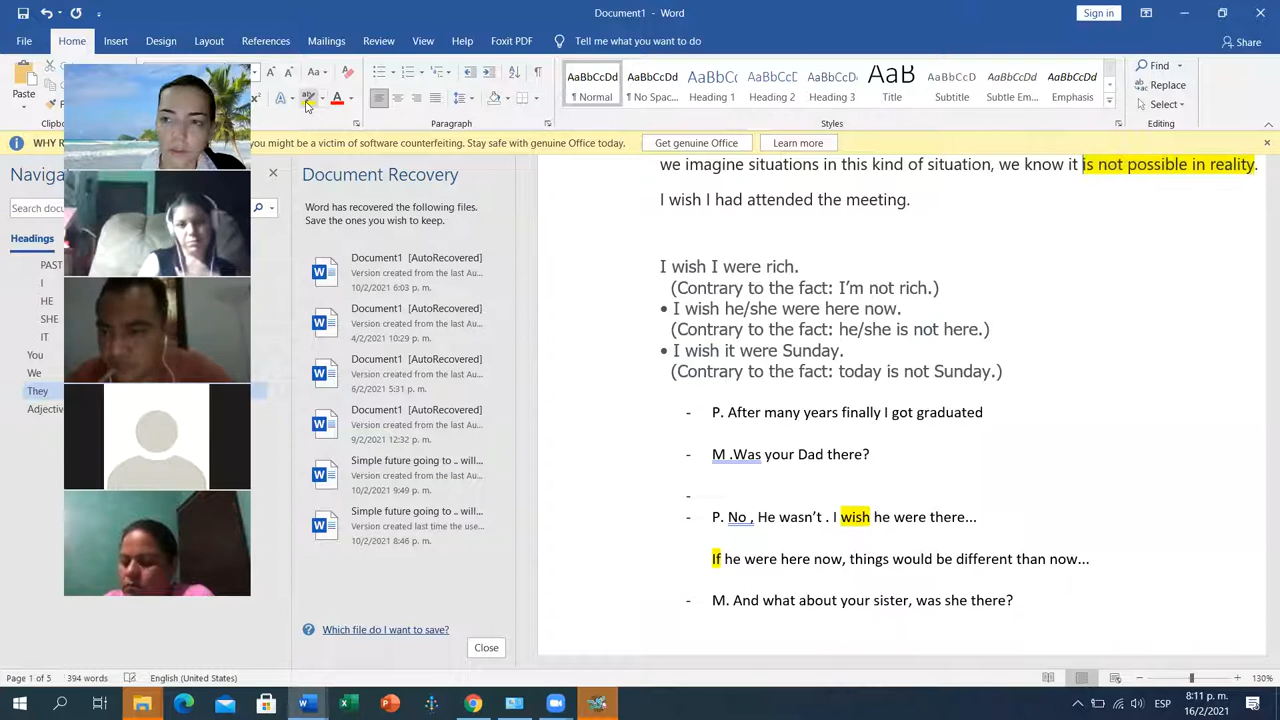 Document1 - Word
Sign in
File Home Insert Design Layout References Mailings Review View Help Foxit PDF Tell me what you want to do
Share
Paste
AaBbCcDd AaBbCcDd AaBbCc AaBbCcD AaBbCcD AaB AaBbCcD AaBbCcDd AaBbCcDd
¶ Normal ¶ No Spac... Heading 1 Heading 2 Heading 3 Title Subtitle Subtle Em... Emphasis
Find
Replace
Select
Clipb
Paragraph
Styles
Editing
WHY R
you might be a victim of software counterfeiting. Stay safe with genuine Office today.
Get genuine Office
Learn more
Naviga
Search docu
Headings
PAST
I
HE
SHE
IT
You
We
They
Adjectiv
Document Recovery
Word has recovered the following files.
Save the ones you wish to keep.
Document1 [AutoRecovered]
Version created from the last Au...
10/2/2021 6:03 p. m.
Document1 [AutoRecovered]
Version created from the last Au...
4/2/2021 10:29 p. m.
Document1 [AutoRecovered]
Version created from the last Au...
6/2/2021 5:31 p. m.
Document1 [AutoRecovered]
Version created from the last Au...
9/2/2021 12:32 p. m.
Simple future going to .. will...
Version created from the last Au...
10/2/2021 9:49 p. m.
Simple future going to .. will...
Version created last time the use...
10/2/2021 8:46 p. m.
Which file do I want to save?
Close
we imagine situations in this kind of situation, we know it is not possible in reality.
I wish I had attended the meeting.
I wish I were rich.
(Contrary to the fact: I’m not rich.)
• I wish he/she were here now.
(Contrary to the fact: he/she is not here.)
• I wish it were Sunday.
(Contrary to the fact: today is not Sunday.)
- P. After many years finally I got graduated
- M .Was your Dad there?
-
- P. No , He wasn’t . I wish he were there...
If he were here now, things would be different than now...
- M. And what about your sister, was she there?
Page 1 of 5 394 words English (United States)
130%
ESP
8:11 p. m.
16/2/2021